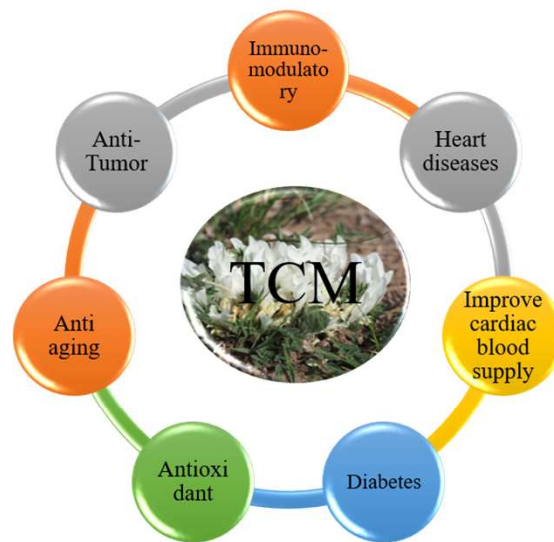 Immuno-
modulato
ry
Heart
diseases
Improve
cardiac
blood
supply
Diabetes
Antioxi
dant
Anti
aging
Anti-
Tumor
TCM